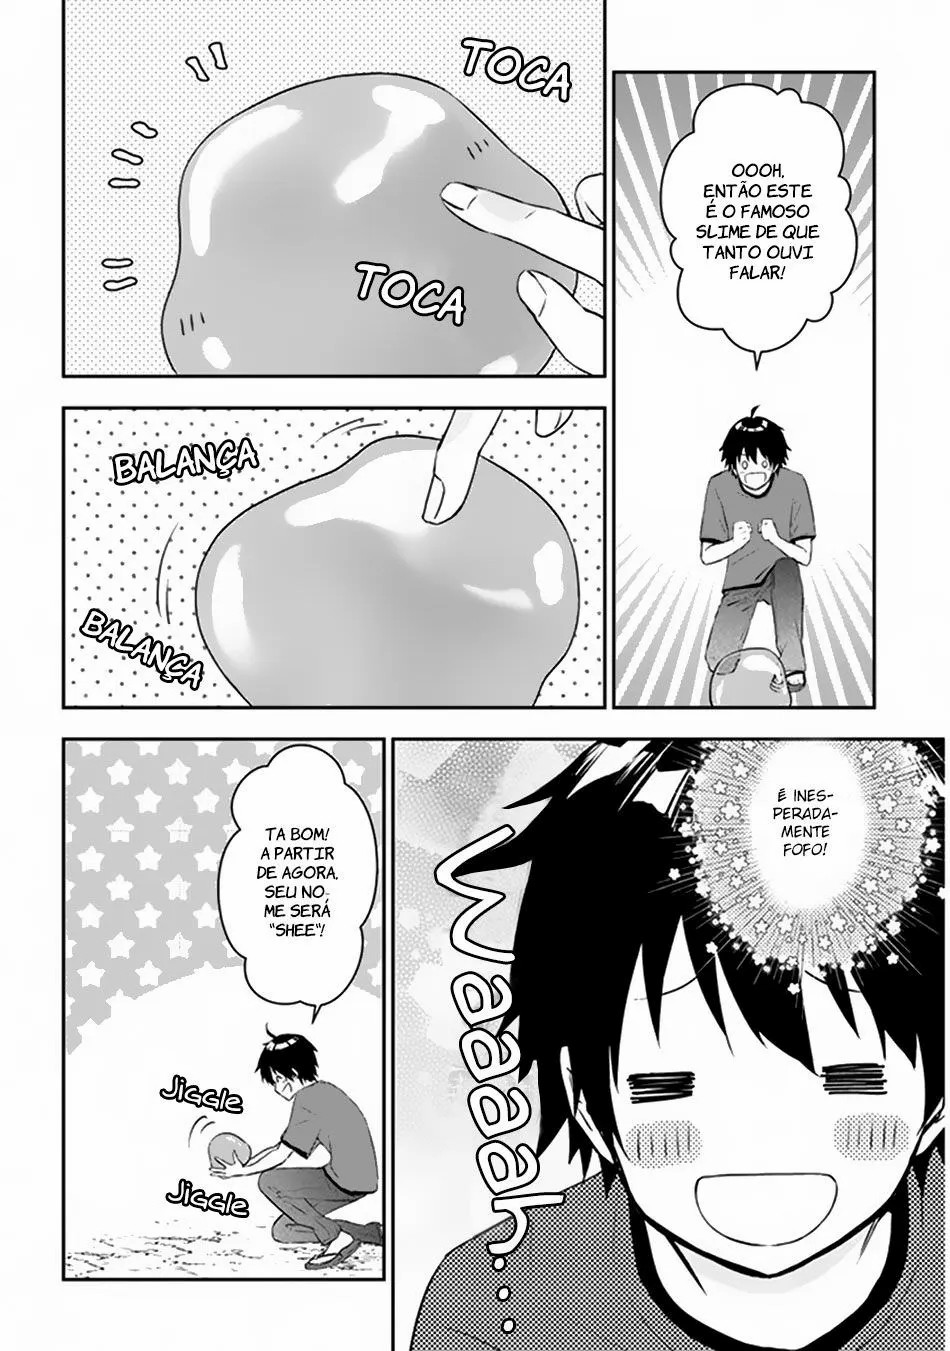 OOOH,
ENTÃO ESTE
É O FAMOSO
SLIME DE QUE
TANTO OUVI
FALAR!
TOCA
TOCA
BALANÇA
BALANÇA
É INES-
PERADA-
MENTE
FOFO!
Waaaah...
TA BOM!
A PARTIR
DE AGORA,
SEU NO-
ME SERÁ
"SHEE"!
Jiggle
Jiggle